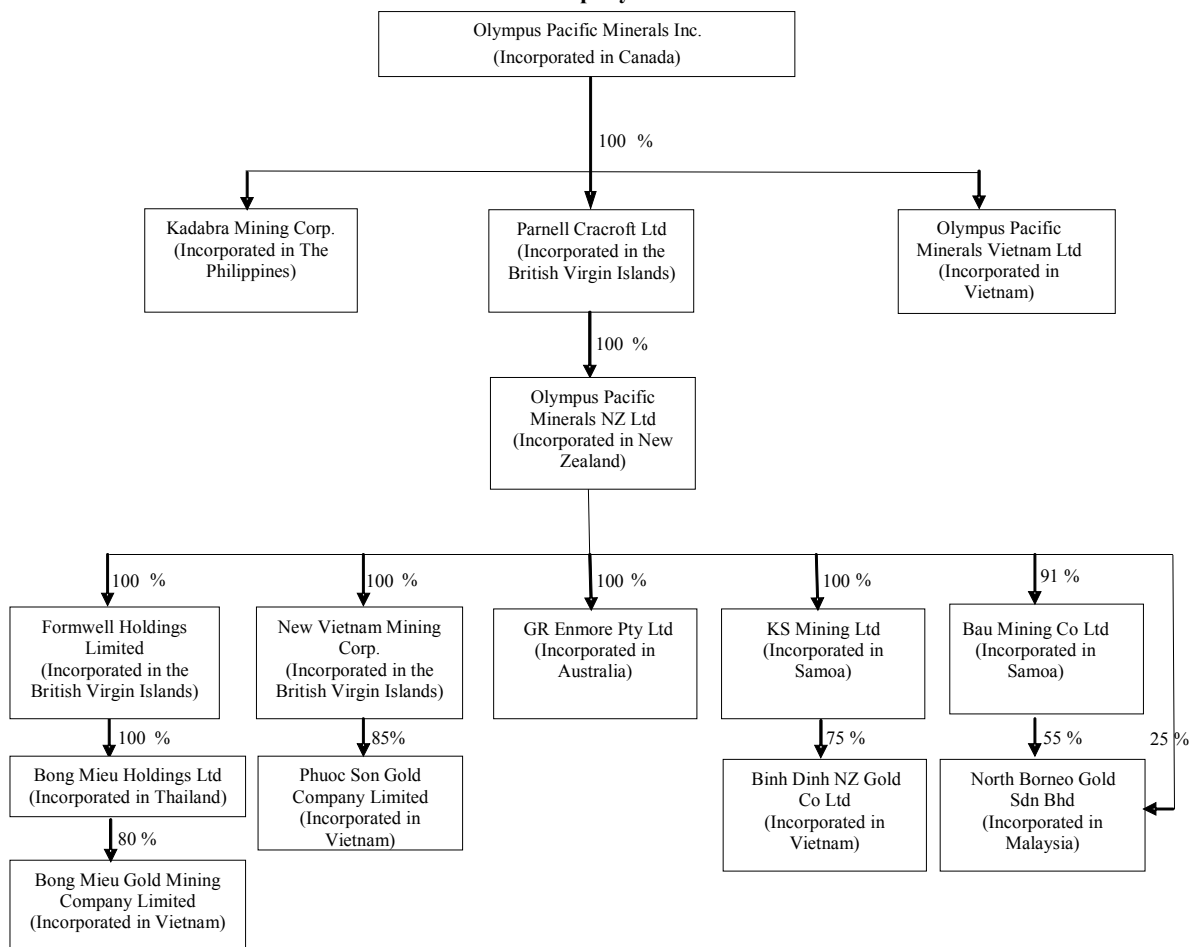 Olympus Pacific Minerals Inc.
(Incorporated in Canada)
100 %
Kadabra Mining Corp.
(Incorporated in The
Philippines)
Parnell Cracroft Ltd
(Incorporated in the
British Virgin Islands)
Olympus Pacific
Minerals Vietnam Ltd
(Incorporated in
Vietnam)
100 %
Olympus Pacific
Minerals NZ Ltd
(Incorporated in New
Zealand)
100 %
100 %
100 %
100 %
91 %
Formwell Holdings
Limited
(Incorporated in the
British Virgin Islands)
New Vietnam Mining
Corp.
(Incorporated in the
British Virgin Islands)
GR Enmore Pty Ltd
(Incorporated in
Australia)
KS Mining Ltd
(Incorporated in
Samoa)
Bau Mining Co Ltd
(Incorporated in
Samoa)
100 %
85%
75 %
55 %
25 %
Bong Mieu Holdings Ltd
(Incorporated in Thailand)
Phuoc Son Gold
Company Limited
(Incorporated in
Vietnam)
Binh Dinh NZ Gold
Co Ltd
(Incorporated in
Vietnam)
North Borneo Gold
Sdn Bhd
(Incorporated in
Malaysia)
80 %
Bong Mieu Gold Mining
Company Limited
(Incorporated in Vietnam)